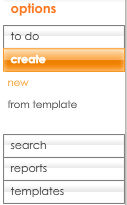 options
to do
create
new
from template
search
reports
templates